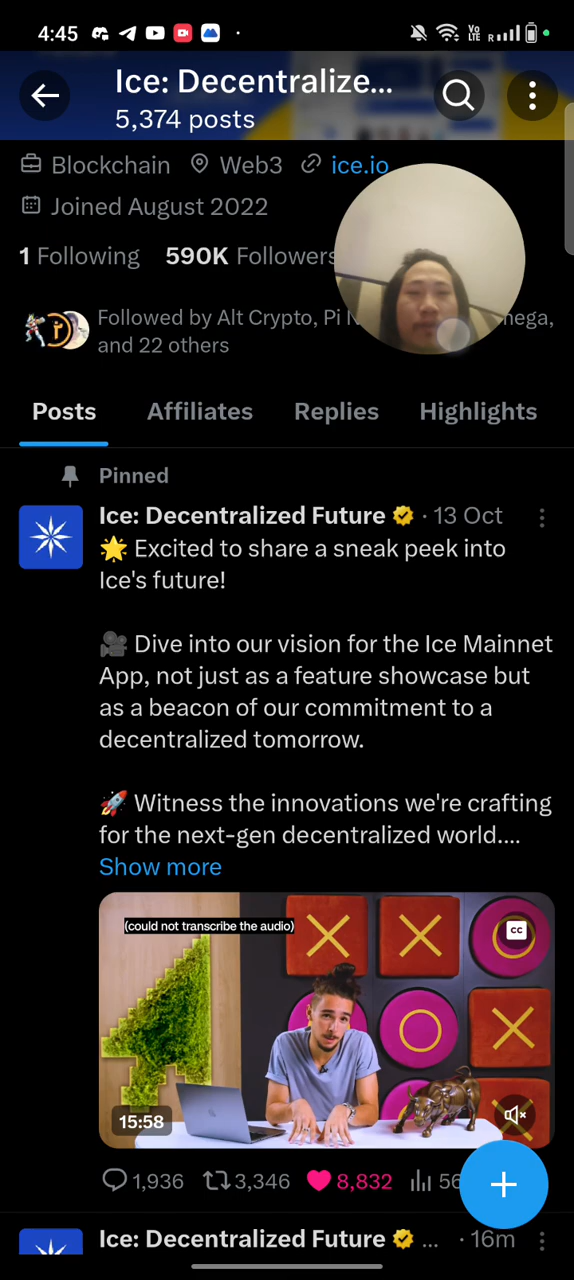 4:45
Vo
LTE
R
Ice: Decentralize...
5,374 posts
Blockchain Web3 ice.io
Joined August 2022
1 Following 590K Followers
Followed by Alt Crypto, Pi
and 22 others
Posts Affiliates Replies Highlights
Pinned
Ice: Decentralized Future · 13 Oct
🌟 Excited to share a sneak peek into
Ice's future!
🎥 Dive into our vision for the Ice Mainnet
App, not just as a feature showcase but
as a beacon of our commitment to a
decentralized tomorrow.
🚀 Witness the innovations we're crafting
for the next-gen decentralized world....
Show more
(could not transcribe the audio)
CC
15:58
1,936 3,346 8,832 56
Ice: Decentralized Future ... · 16m